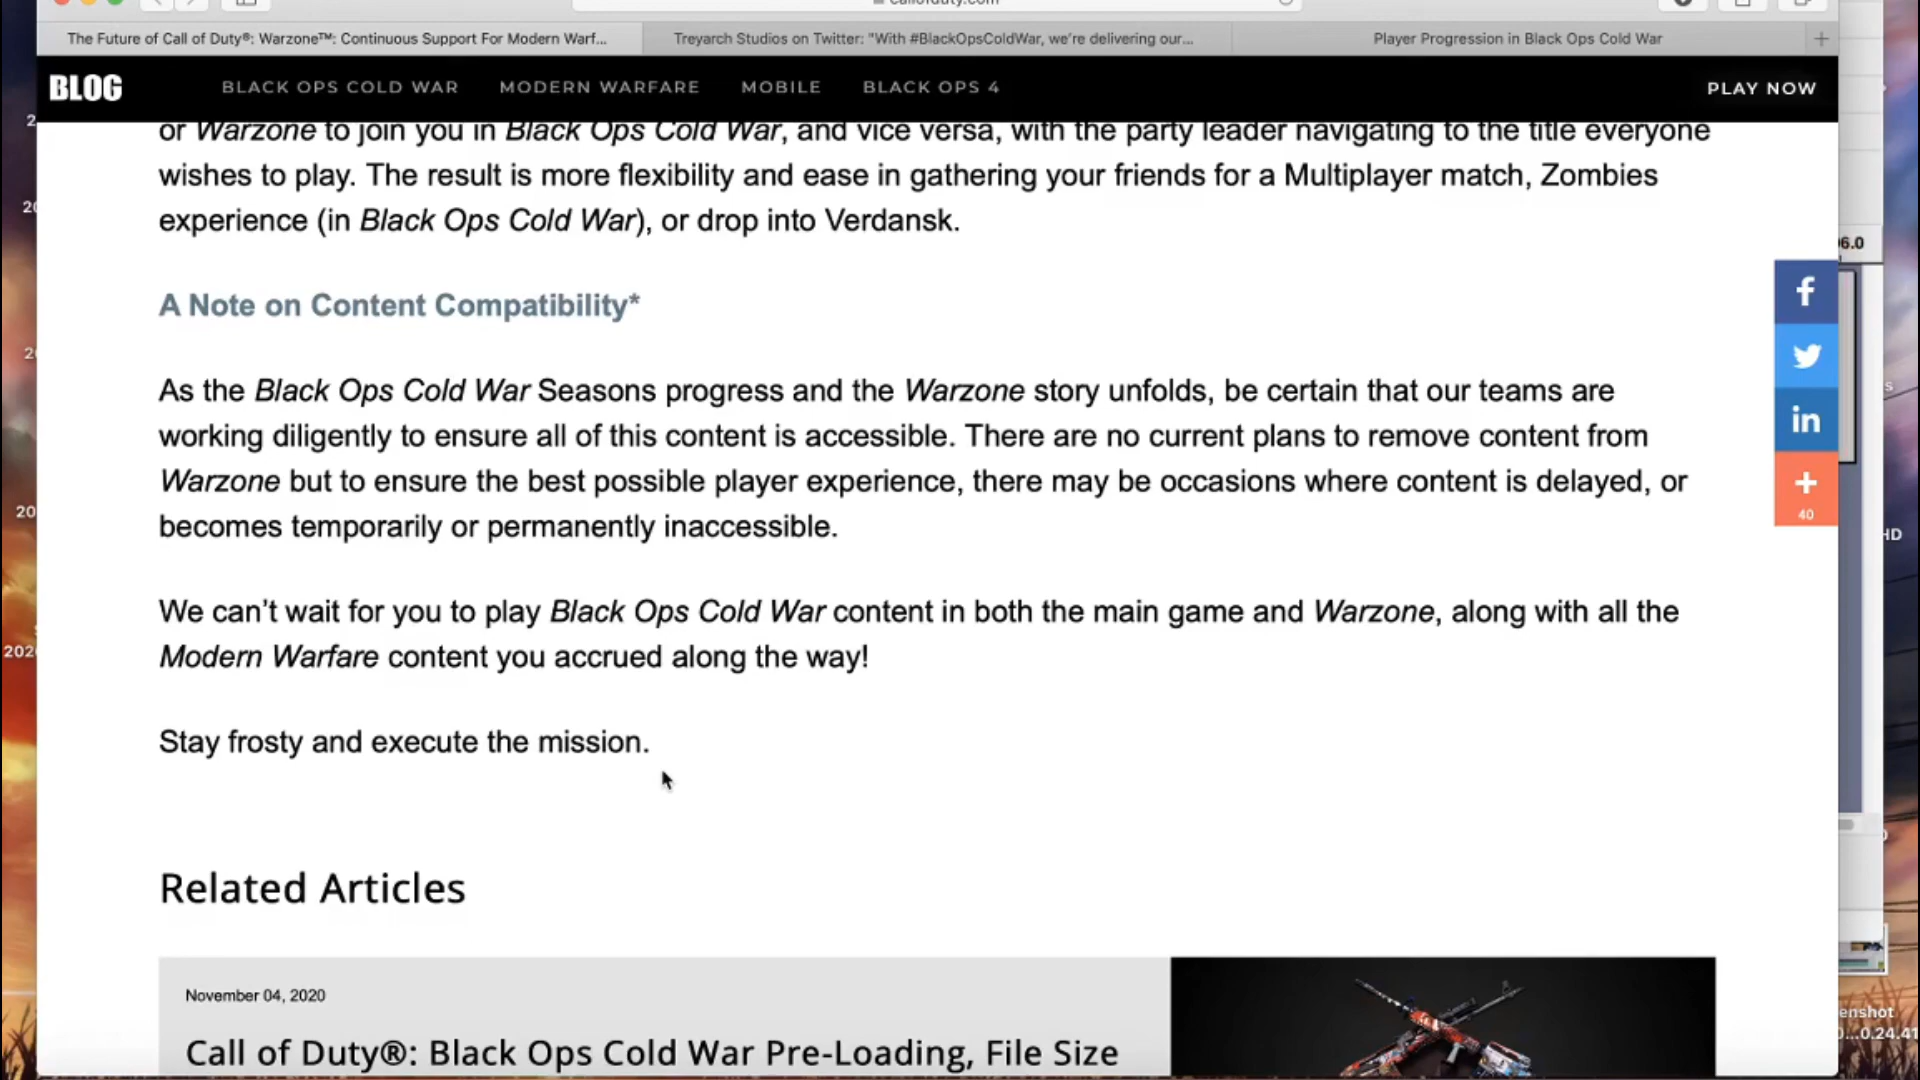 callofduty.com
The Future of Call of Duty®: Warzone™: Continuous Support For Modern Warf...
Treyarch Studios on Twitter: "With #BlackOpsColdWar, we're delivering our...
Player Progression in Black Ops Cold War
+
BLOG
BLACK OPS COLD WAR
MODERN WARFARE
MOBILE
BLACK OPS 4
PLAY NOW
or Warzone to join you in Black Ops Cold War, and vice versa, with the party leader navigating to the title everyone
wishes to play. The result is more flexibility and ease in gathering your friends for a Multiplayer match, Zombies
experience (in Black Ops Cold War), or drop into Verdansk.
A Note on Content Compatibility*
As the Black Ops Cold War Seasons progress and the Warzone story unfolds, be certain that our teams are
working diligently to ensure all of this content is accessible. There are no current plans to remove content from
Warzone but to ensure the best possible player experience, there may be occasions where content is delayed, or
becomes temporarily or permanently inaccessible.
We can't wait for you to play Black Ops Cold War content in both the main game and Warzone, along with all the
Modern Warfare content you accrued along the way!
Stay frosty and execute the mission.
Related Articles
November 04, 2020
Call of Duty®: Black Ops Cold War Pre-Loading, File Size
40